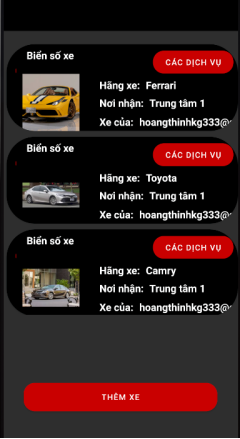 Biển số xe
CÁC DỊCH VỤ
Hãng xe: Ferrari
Nơi nhận: Trung tâm 1
Xe của: hoangthinhkg333@
Biển số xe
CÁC DỊCH VỤ
Hãng xe: Toyota
Nơi nhận: Trung tâm 1
Xe của: hoangthinhkg333@
Biển số xe
CÁC DỊCH VỤ
Hãng xe: Camry
Nơi nhận: Trung tâm 1
Xe của: hoangthinhkg333@
THÊM XE